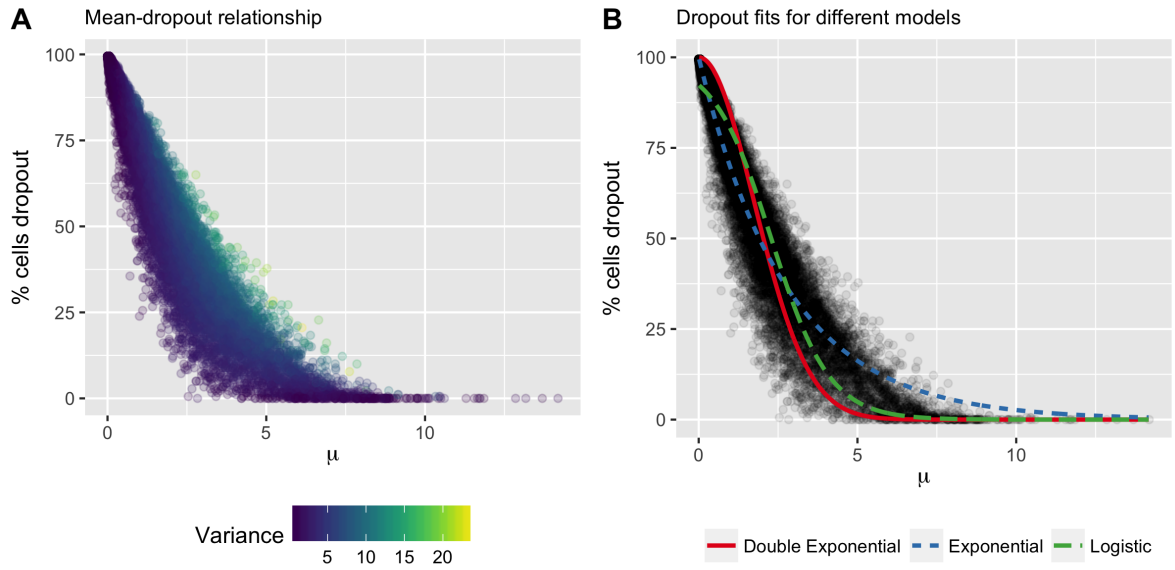 A Mean-dropout relationship
% cells dropout
100
75
50
25
0
0 5 10
μ
Variance
5 10 15 20
B Dropout fits for different models
% cells dropout
100
75
50
25
0
0 5 10
μ
Double Exponential Exponential Logistic